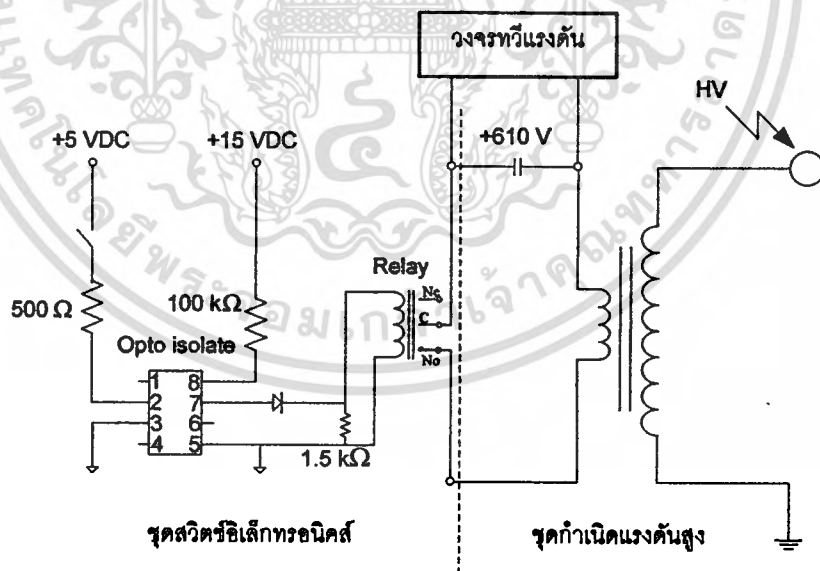 วงจรทวีแรงดัน
HV
+5 VDC
+15 VDC
+610 V
Relay
Nc
C
No
500 Ω
100 kΩ
Opto isolate
1 8
2 7
3 6
4 5
1.5 kΩ
ชุดสวิตซ์อิเล็กทรอนิคส์
ชุดกำเนิดแรงดันสูง